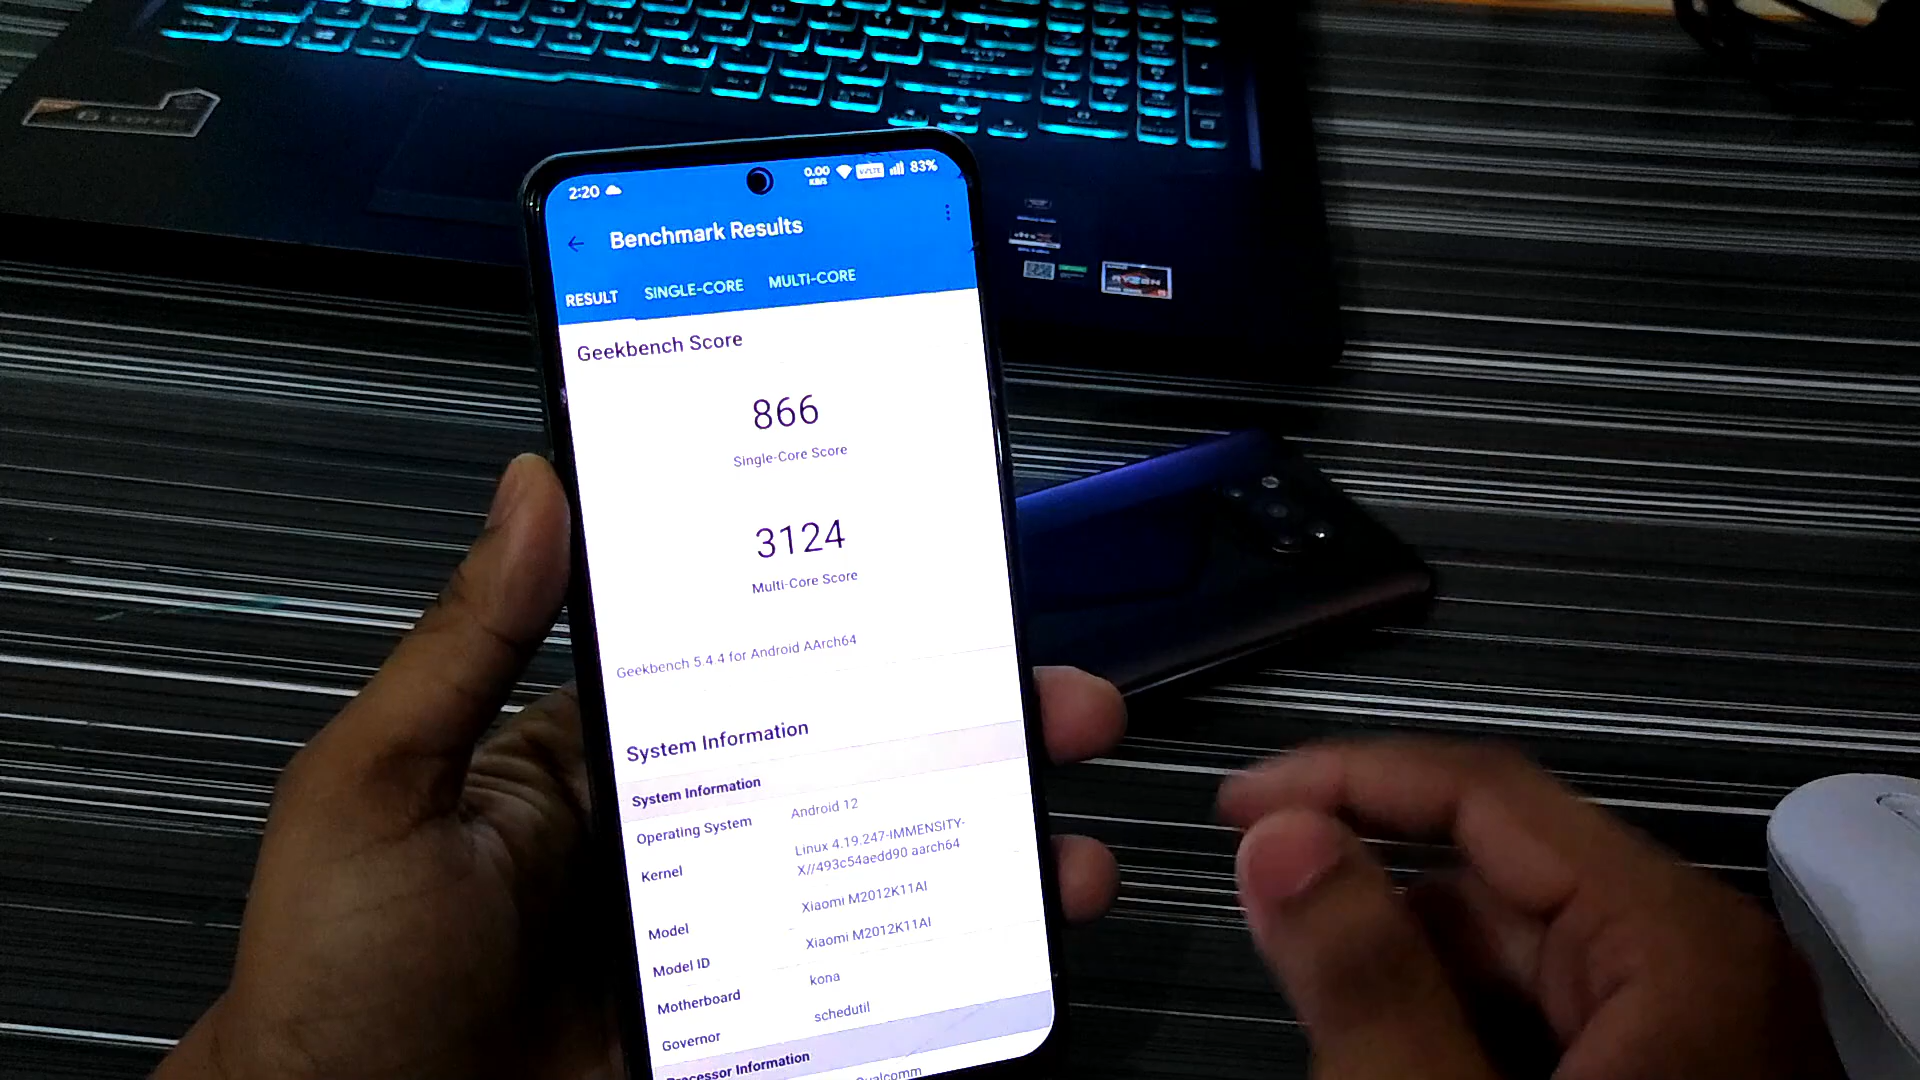 2:20
0.00
KB/S
VoLTE
83%
Benchmark Results
RESULT
SINGLE-CORE
MULTI-CORE
Geekbench Score
866
Single-Core Score
3124
Multi-Core Score
Geekbench 5.4.4 for Android AArch64
System Information
System Information
Operating System
Android 12
Kernel
Linux 4.19.247-IMMENSITY-
X//493c54aedd90 aarch64
Model
Xiaomi M2012K11AI
Model ID
Xiaomi M2012K11AI
Motherboard
kona
Governor
schedutil
Processor Information
Qualcomm
RYZEN